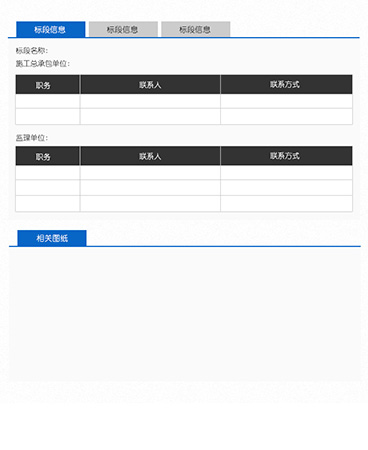 标段信息 标段信息 标段信息
标段名称：
施工总承包单位：
职务 联系人 联系方式
监理单位：
职务 联系人 联系方式
相关图纸